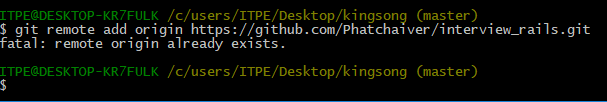 ITPE@DESKTOP-KR7FULK /c/users/ITPE/Desktop/kingsong (master)
$ git remote add origin https://github.com/Phatchaiver/interview_rails.git
fatal: remote origin already exists.
ITPE@DESKTOP-KR7FULK /c/users/ITPE/Desktop/kingsong (master)
$